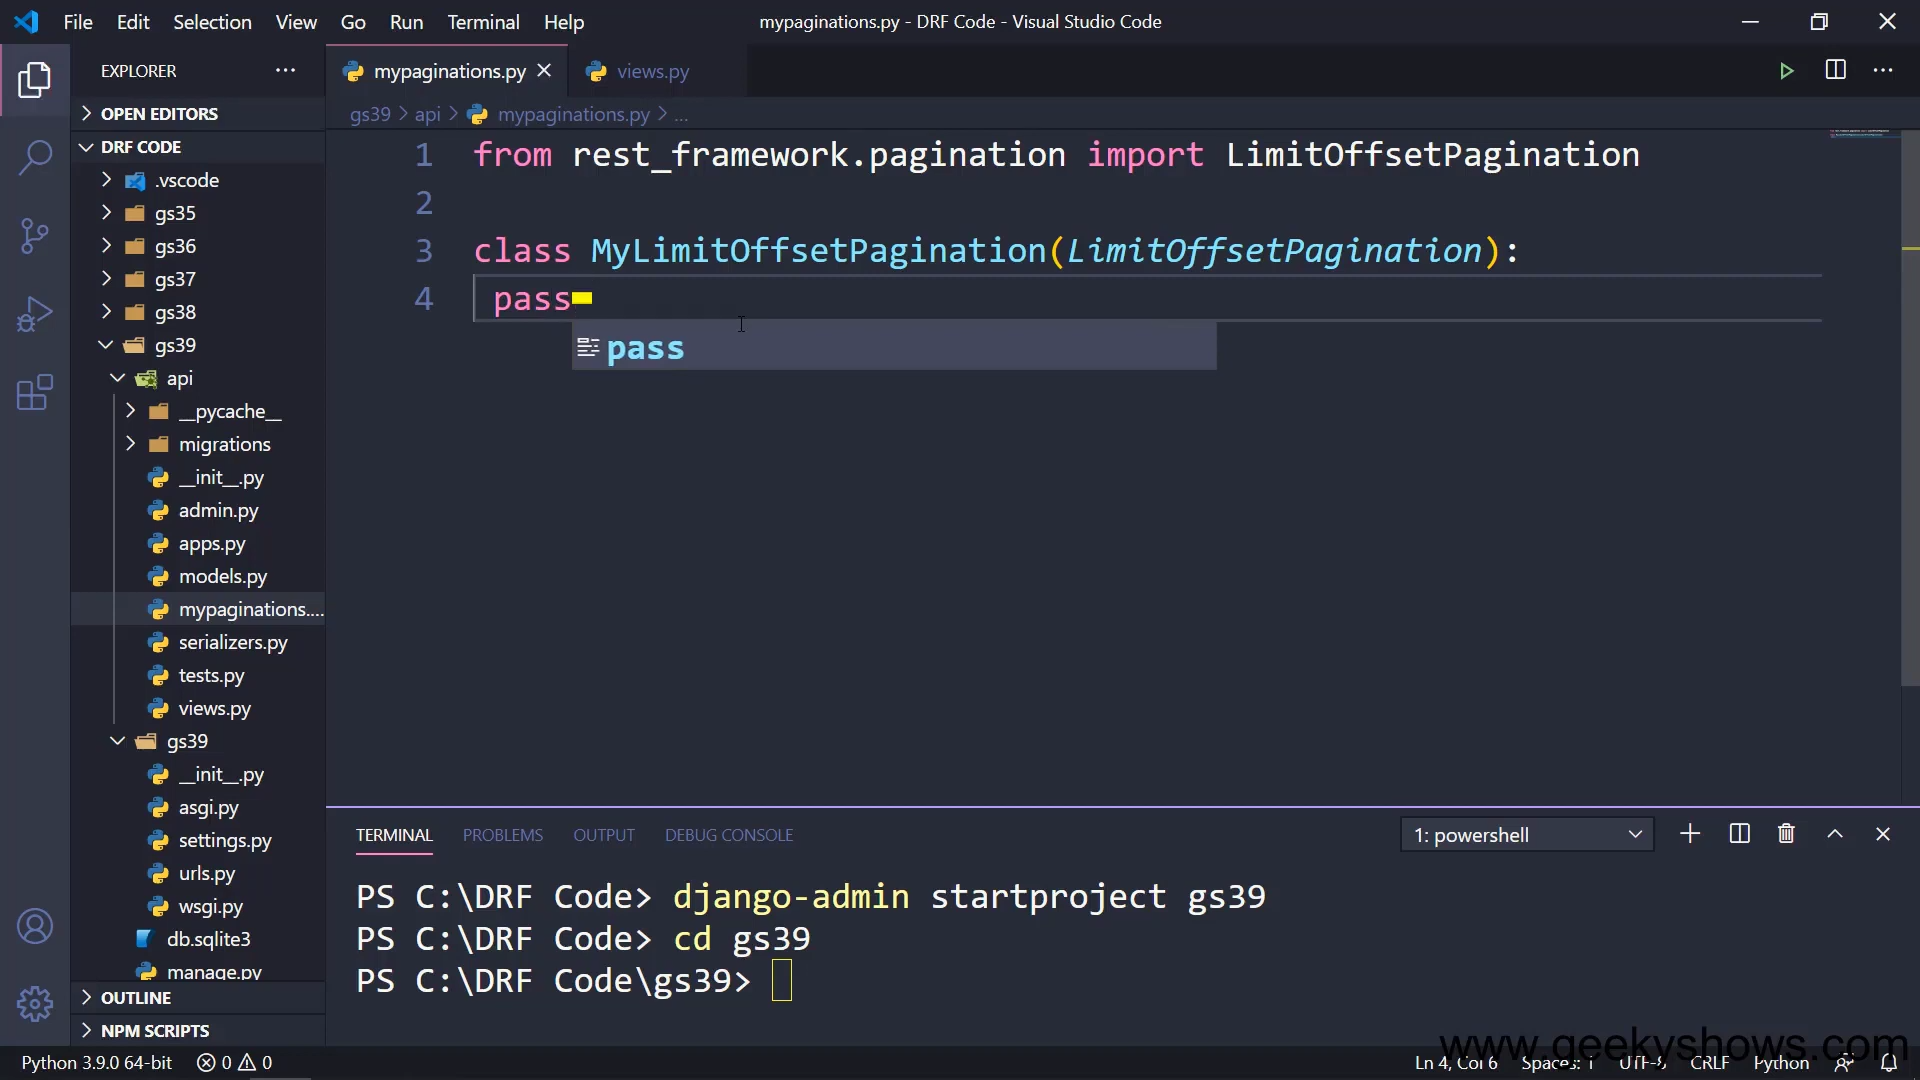 File Edit Selection View Go Run Terminal Help
mypaginations.py - DRF Code - Visual Studio Code
EXPLORER
mypaginations.py
views.py
OPEN EDITORS
gs39 > api > mypaginations.py > ...
DRF CODE
.vscode
gs35
gs36
gs37
gs38
gs39
api
__pycache__
migrations
__init__.py
admin.py
apps.py
models.py
mypaginations....
serializers.py
tests.py
views.py
gs39
__init__.py
asgi.py
settings.py
urls.py
wsgi.py
db.sqlite3
manage.py
OUTLINE
NPM SCRIPTS
1 from rest_framework.pagination import LimitOffsetPagination
2
3 class MyLimitOffsetPagination(LimitOffsetPagination):
4 pass
pass
TERMINAL PROBLEMS OUTPUT DEBUG CONSOLE
1: powershell
PS C:\DRF Code> django-admin startproject gs39
PS C:\DRF Code> cd gs39
PS C:\DRF Code\gs39>
www.geekyshows.com
Python 3.9.0 64-bit 0 0
Ln 4, Col 6 Spaces: 1 UTF-8 CRLF Python